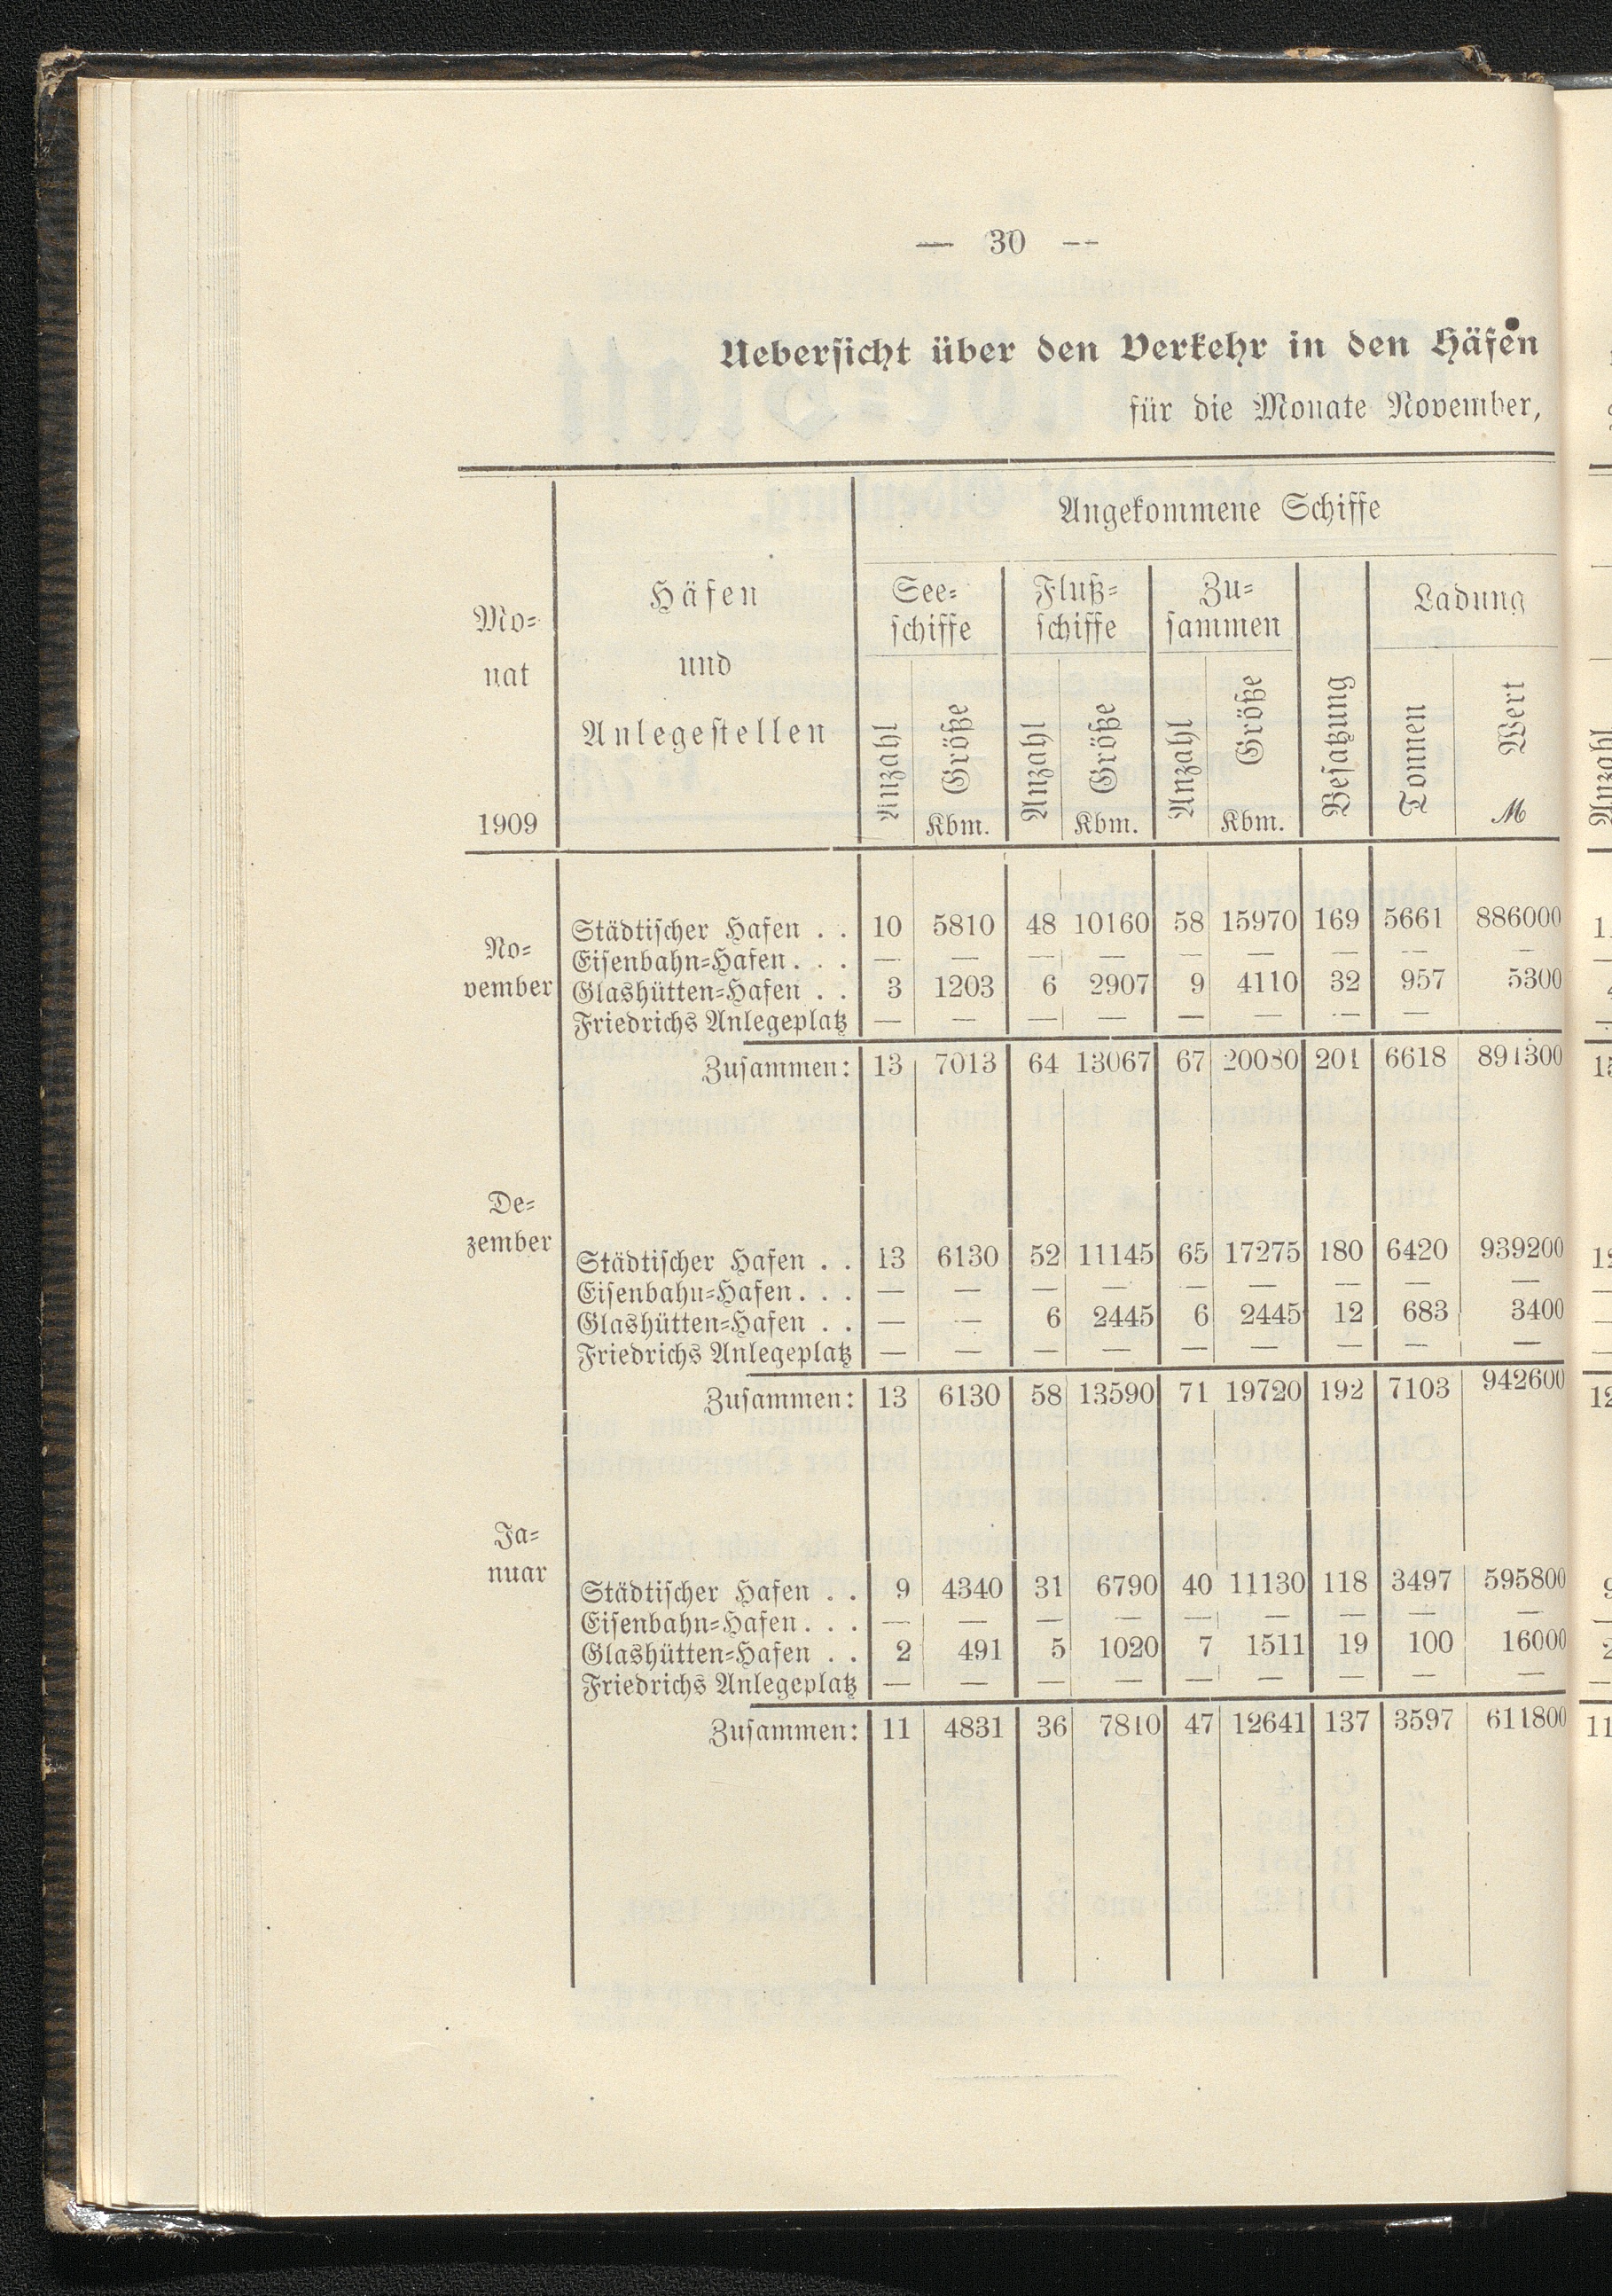 — 30 —
Uebersicht über den Verkehr in den Häfen
für die Monate November,
Mo-
nat
1909
Häfen
und
Anlegestellen
Angekommene Schiffe
See-
schiffe
Fluß-
schiffe
Zu-
sammen
Besatzung
Ladung
Anzahl Größe Kbm. Anzahl Größe Kbm. Anzahl Größe Kbm. Tonnen Wert ℳ
Anzahl
No-
vember
Städtischer Hafen . . 10 5810 48 10160 58 15970 169 5661 886000
Eisenbahn-Hafen . . . — — — — — — — — —
Glashütten-Hafen . . 3 1203 6 2907 9 4110 32 957 5300
Friedrichs Anlegeplatz — — — — — — — —
Zusammen: 13 7013 64 13067 67 20080 201 6618 891300
De-
zember
Städtischer Hafen . . 13 6130 52 11145 65 17275 180 6420 939200
Eisenbahn-Hafen . . . — — — — — — — — —
Glashütten-Hafen . . — — 6 2445 6 2445 12 683 3400
Friedrichs Anlegeplatz — — — — — — — — —
Zusammen: 13 6130 58 13590 71 19720 192 7103 942600
Ja-
nuar
Städtischer Hafen . . 9 4340 31 6790 40 11130 118 3497 595800
Eisenbahn-Hafen . . . — — — — — — — — —
Glashütten-Hafen . . 2 491 5 1020 7 1511 19 100 16000
Friedrichs Anlegeplatz — — — — — — — — —
Zusammen: 11 4831 36 7810 47 12641 137 3597 611800